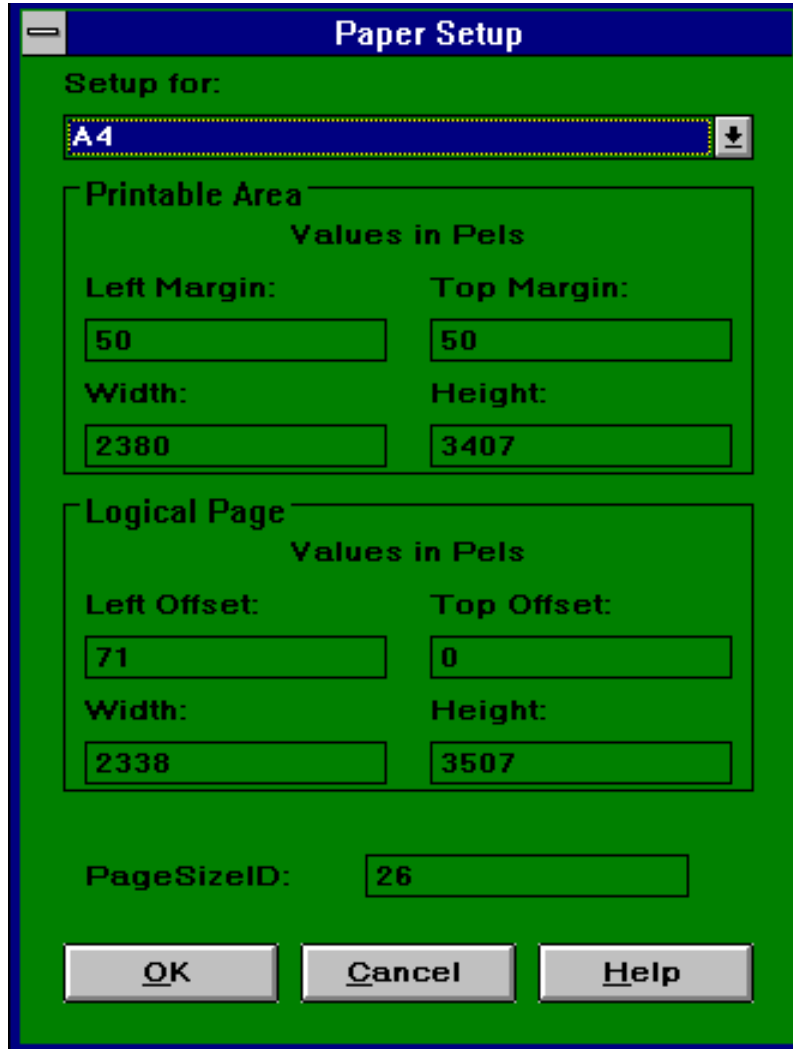 Paper Setup
Setup for:
A4
Printable Area
Values in Pels
Left Margin: Top Margin:
50 50
Width: Height:
2380 3407
Logical Page
Values in Pels
Left Offset: Top Offset:
71 0
Width: Height:
2338 3507
PageSizeID: 26
OK Cancel Help